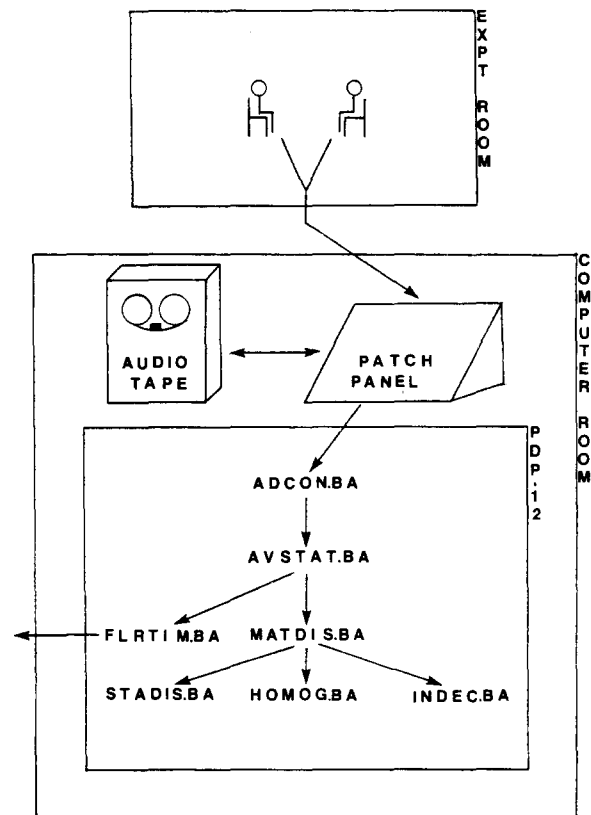 EXPT ROOM
COMPUTER ROOM
AUDIO
TAPE
PATCH
PANEL
PDP-12
ADCON.BA
AVSTAT.BA
FLRTIM.BA
MATDIS.BA
STADIS.BA
HOMOG.BA
INDEC.BA